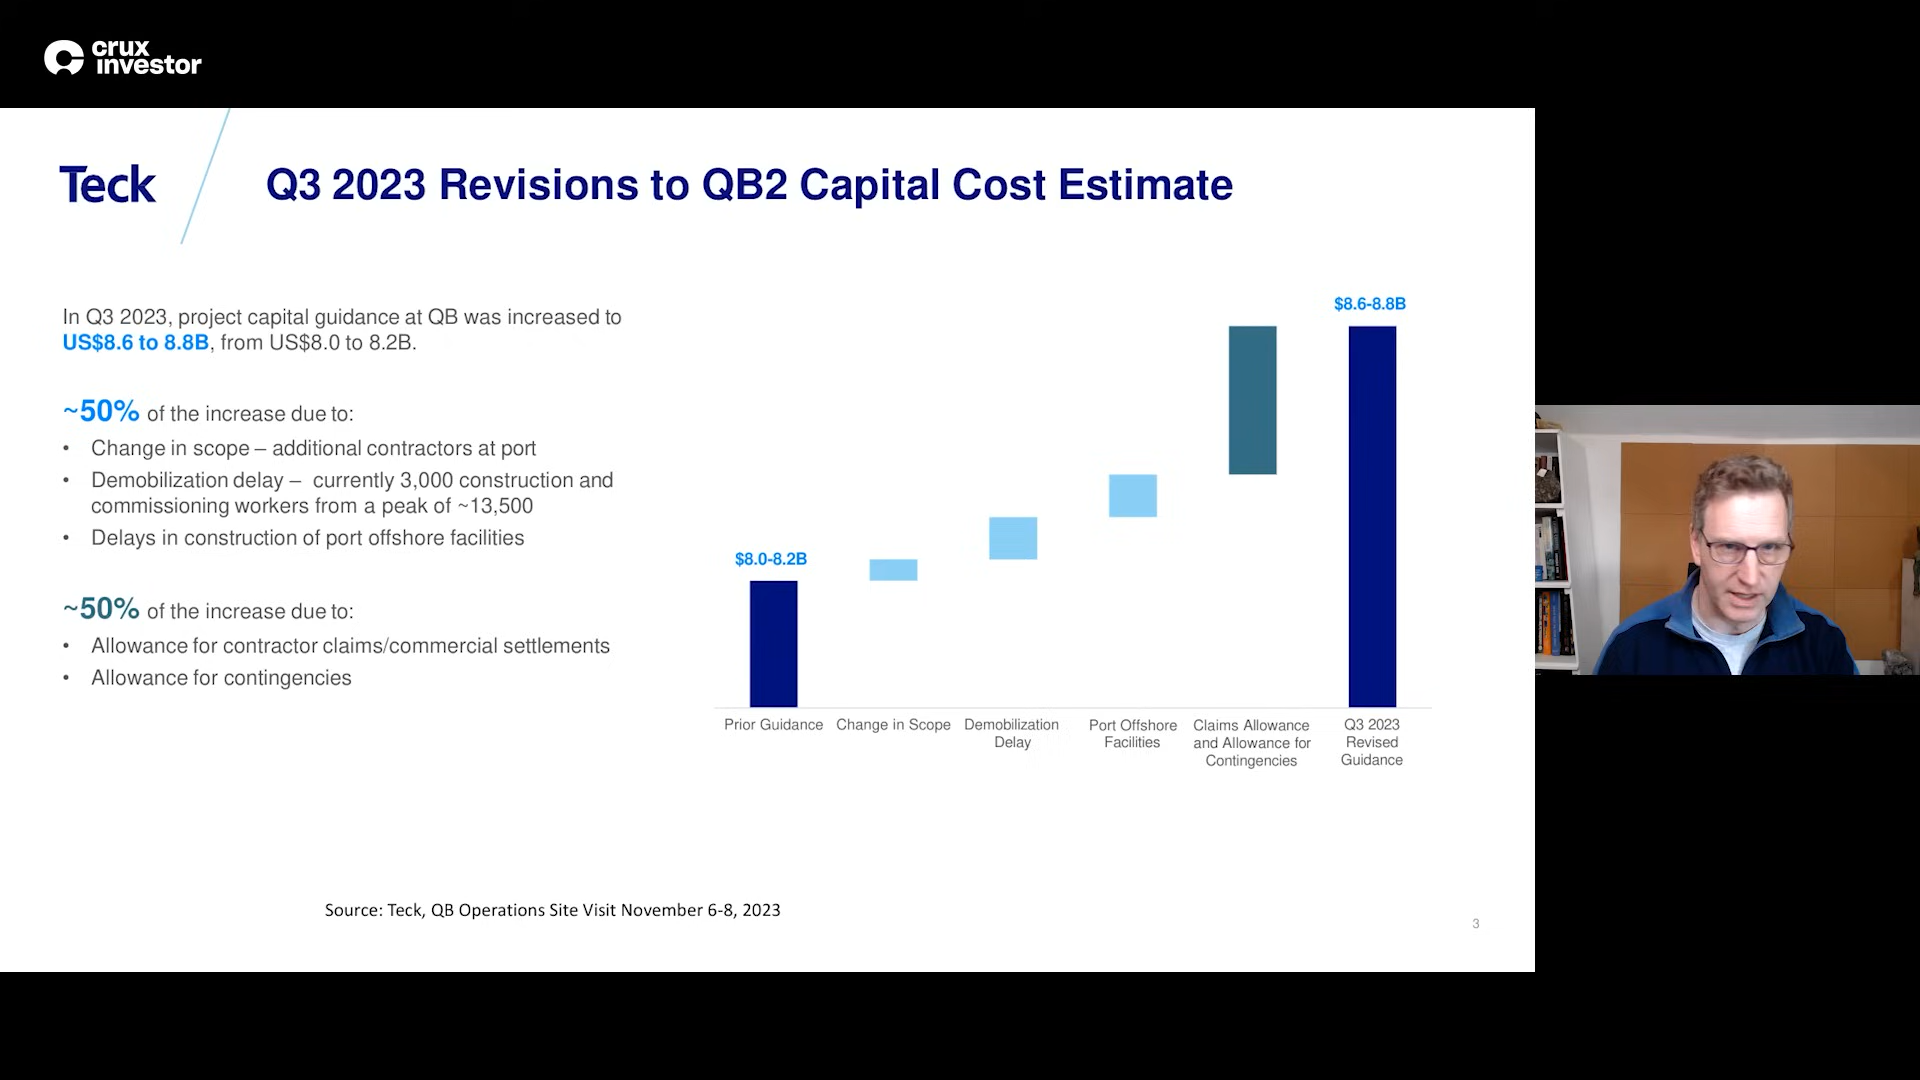 crux
investor
Teck
Q3 2023 Revisions to QB2 Capital Cost Estimate
In Q3 2023, project capital guidance at QB was increased to
US$8.6 to 8.8B, from US$8.0 to 8.2B.
~50% of the increase due to:
• Change in scope – additional contractors at port
• Demobilization delay – currently 3,000 construction and
commissioning workers from a peak of ~13,500
• Delays in construction of port offshore facilities
~50% of the increase due to:
• Allowance for contractor claims/commercial settlements
• Allowance for contingencies
$8.0-8.2B
$8.6-8.8B
Prior Guidance
Change in Scope
Demobilization
Delay
Port Offshore
Facilities
Claims Allowance
and Allowance for
Contingencies
Q3 2023
Revised
Guidance
Source: Teck, QB Operations Site Visit November 6-8, 2023
3